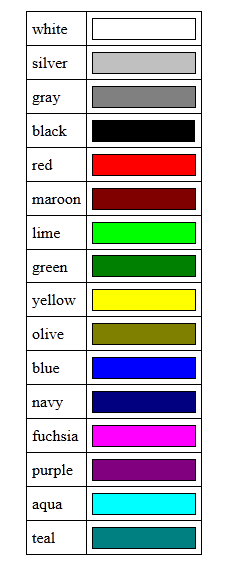 white
silver
gray
black
red
maroon
lime
green
yellow
olive
blue
navy
fuchsia
purple
aqua
teal